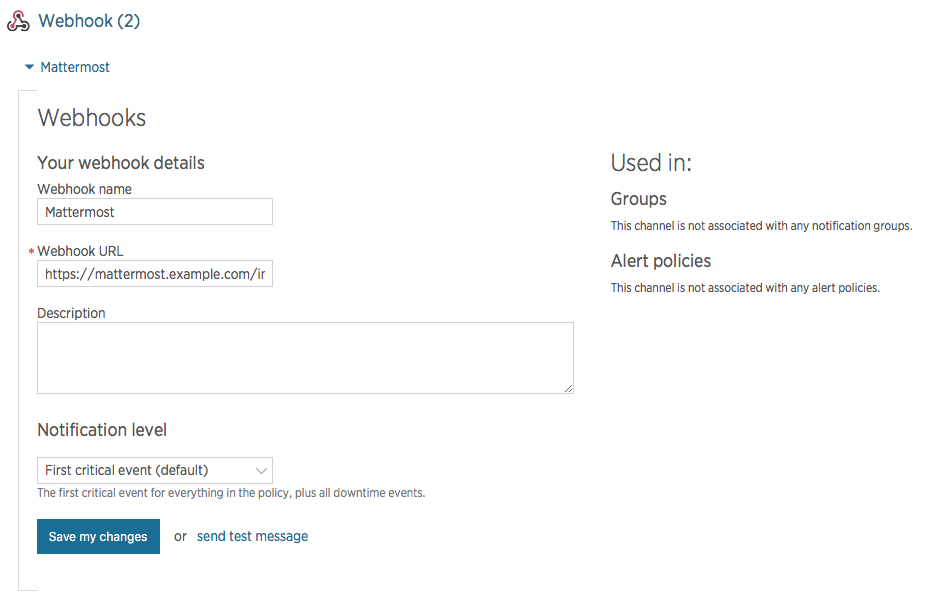 Webhook (2)
Mattermost
Webhooks
Your webhook details
Webhook name
Mattermost
* Webhook URL
https://mattermost.example.com/ir
Description
Notification level
First critical event (default)
The first critical event for everything in the policy, plus all downtime events.
Save my changes or send test message
Used in:
Groups
This channel is not associated with any notification groups.
Alert policies
This channel is not associated with any alert policies.